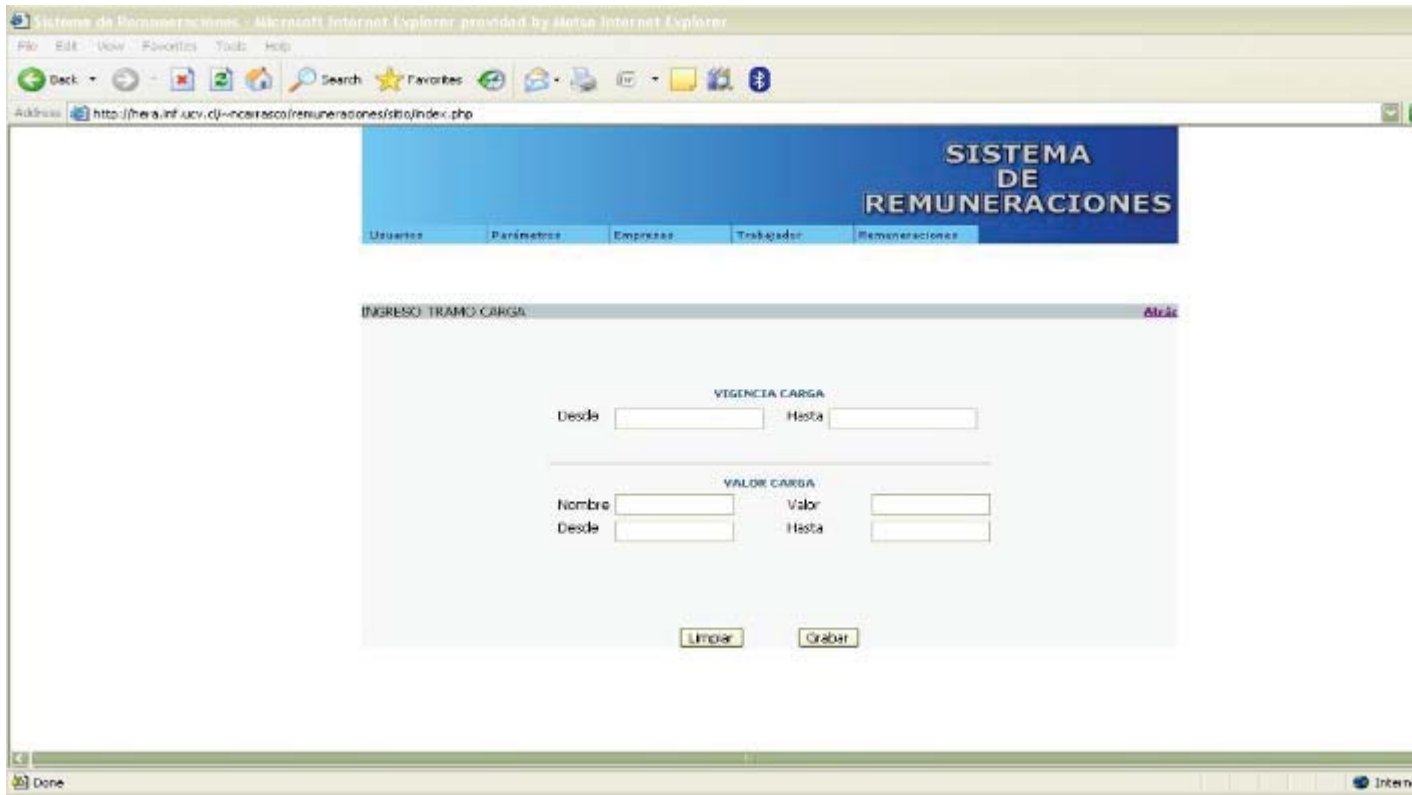 Sistema de Remuneraciones - Microsoft Internet Explorer provided by Matsa Internet Explorer
File Edit View Favorites Tools Help
Back Search Favorites
Address http://hera.inf.ucv.cl/~ncarrasco/remuneraciones/sitio/index.php
SISTEMA
DE
REMUNERACIONES
Usuarios Parámetros Empresas Trabajador Remuneraciones
INGRESO TRAMO CARGA Atrás
VIGENCIA CARGA
Desde Hasta
VALOR CARGA
Nombre Valor
Desde Hasta
Limpiar Grabar
Done Intern